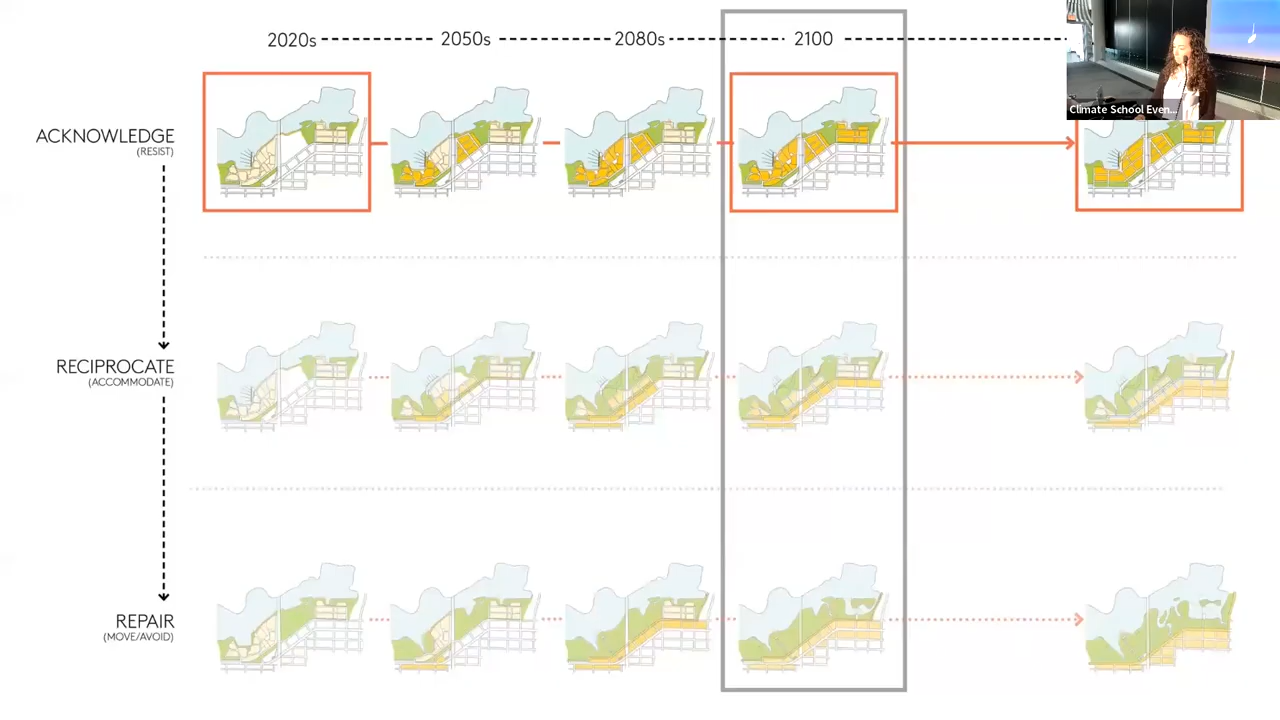 2020s
2050s
2080s
2100
Climate School Even...
ACKNOWLEDGE
(RESIST)
RECIPROCATE
(ACCOMMODATE)
REPAIR
(MOVE/AVOID)